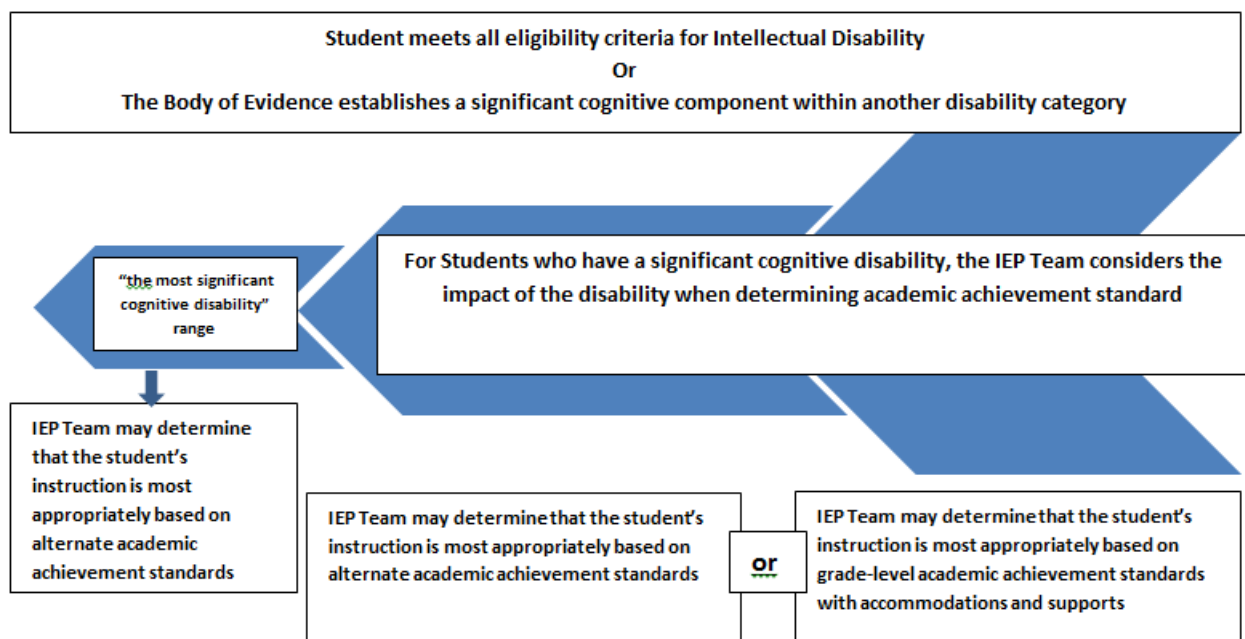 Student meets all eligibility criteria for Intellectual Disability
Or
The Body of Evidence establishes a significant cognitive component within another disability category
For Students who have a significant cognitive disability, the IEP Team considers the
impact of the disability when determining academic achievement standard
“the most significant
cognitive disability”
range
IEP Team may determine
that the student’s
instruction is most
appropriately based on
alternate academic
achievement standards
IEP Team may determine that the student’s
instruction is most appropriately based on
alternate academic achievement standards
or
IEP Team may determine that the student’s
instruction is most appropriately based on
grade-level academic achievement standards
with accommodations and supports